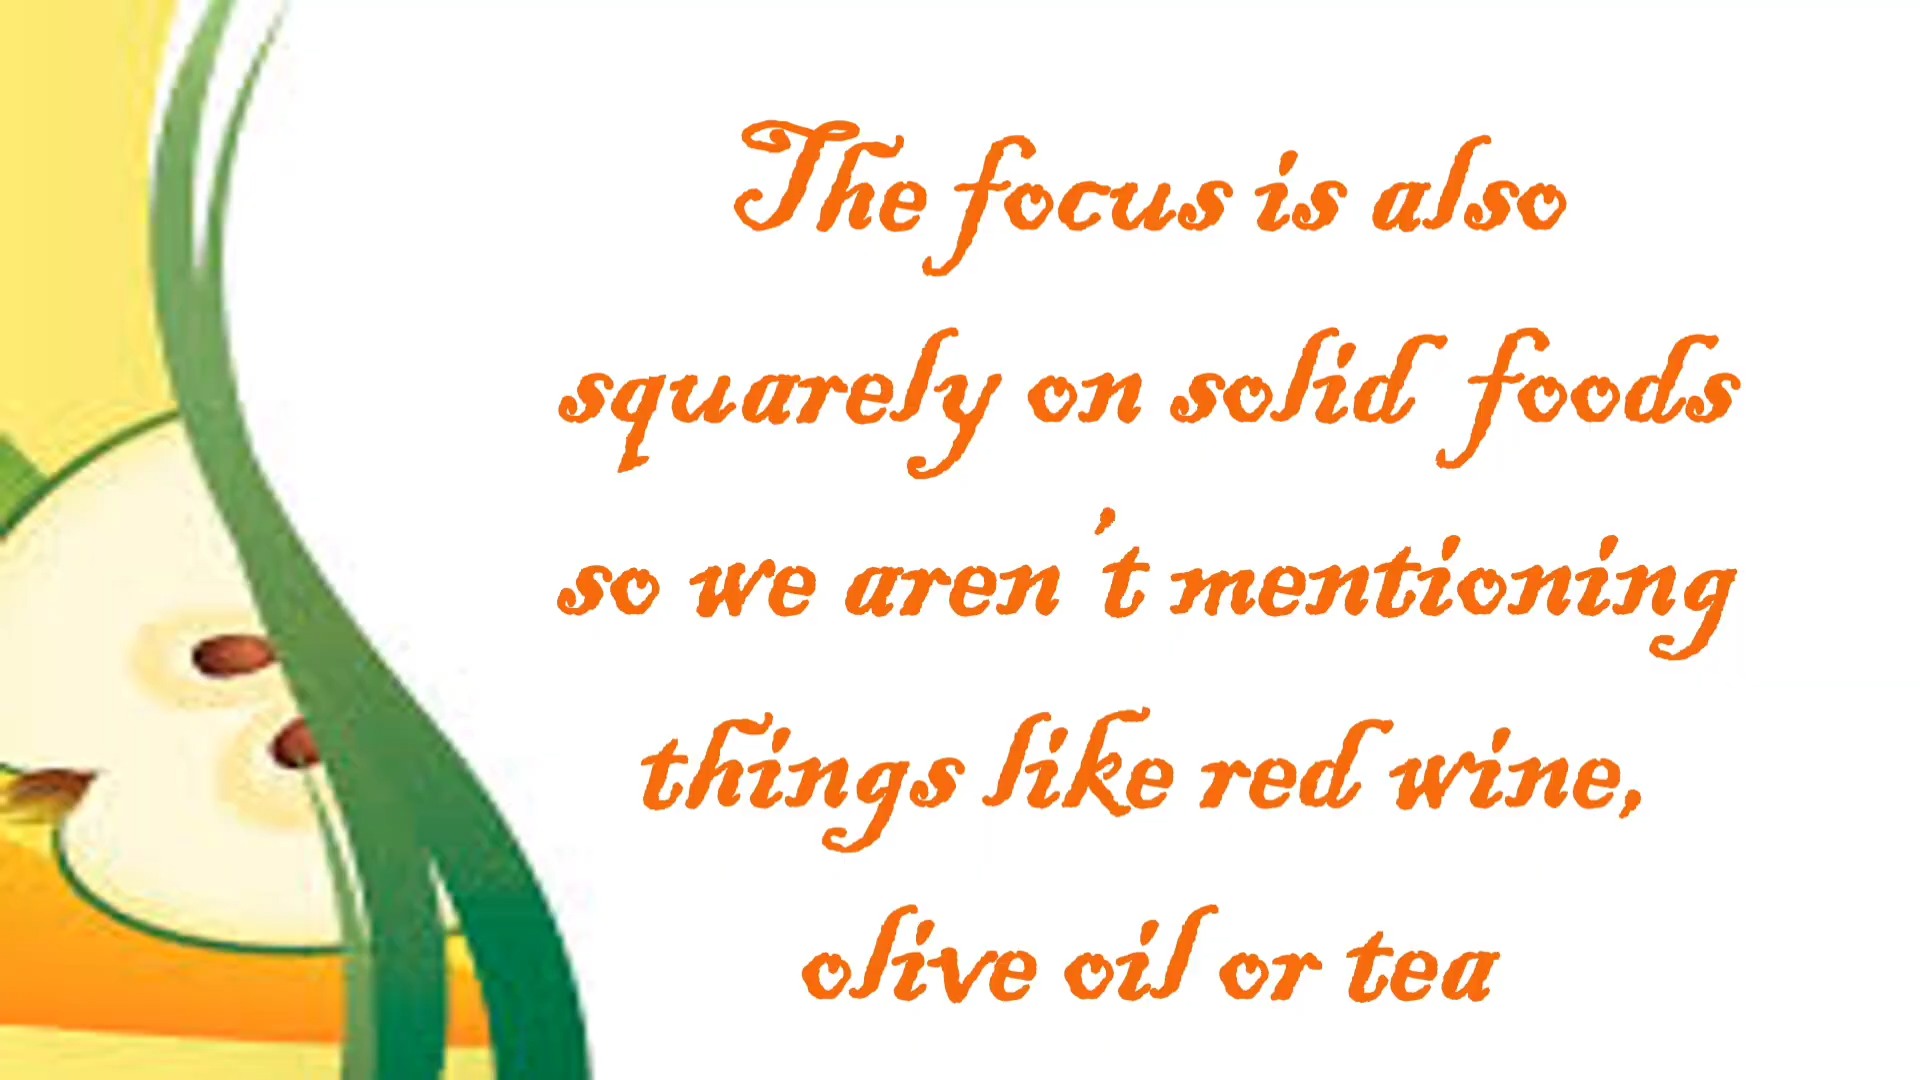 The focus is also
squarely on solid foods
so we aren't mentioning
things like red wine,
olive oil or tea